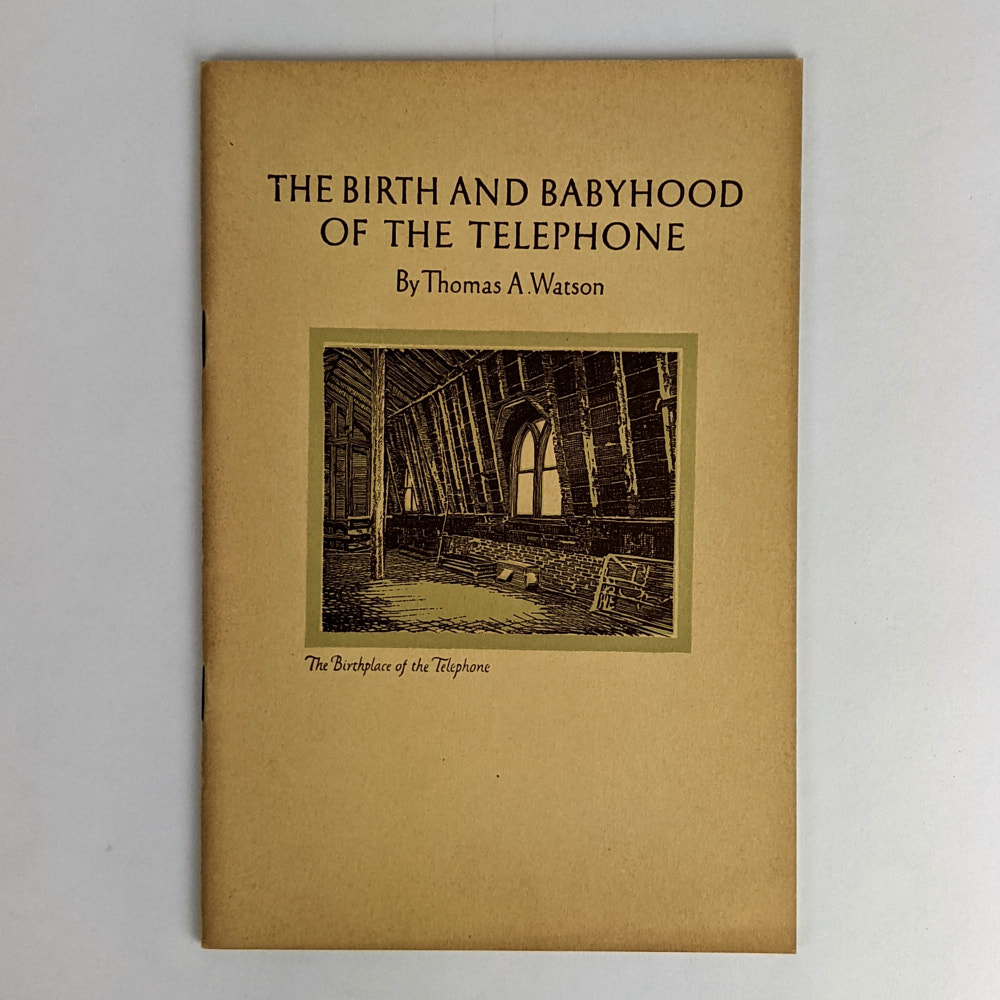 THE BIRTH AND BABYHOOD
OF THE TELEPHONE
By Thomas A. Watson
The Birthplace of the Telephone